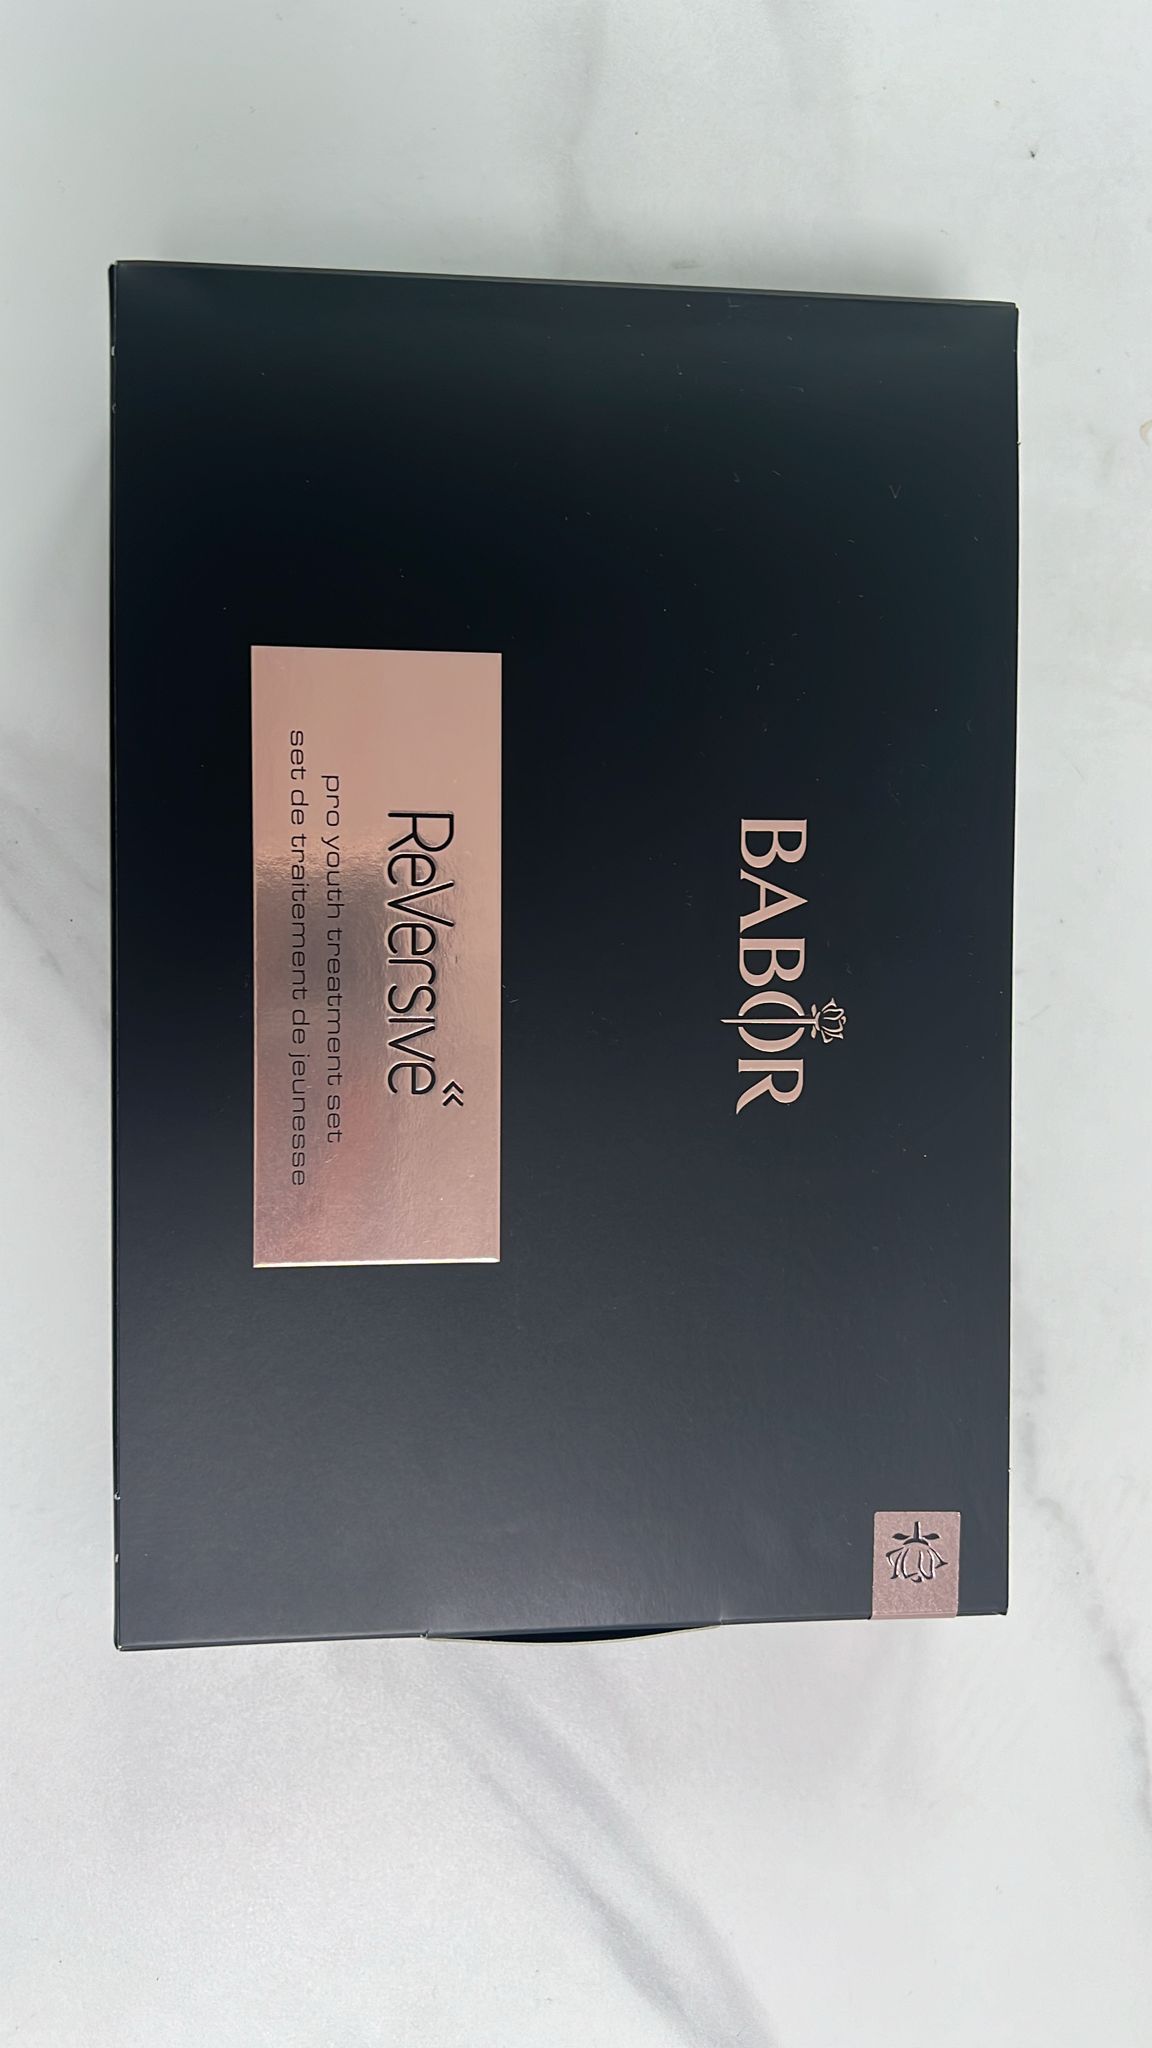 BABOR
ReVersive
pro youth treatment set
set de traitement de jeunesse